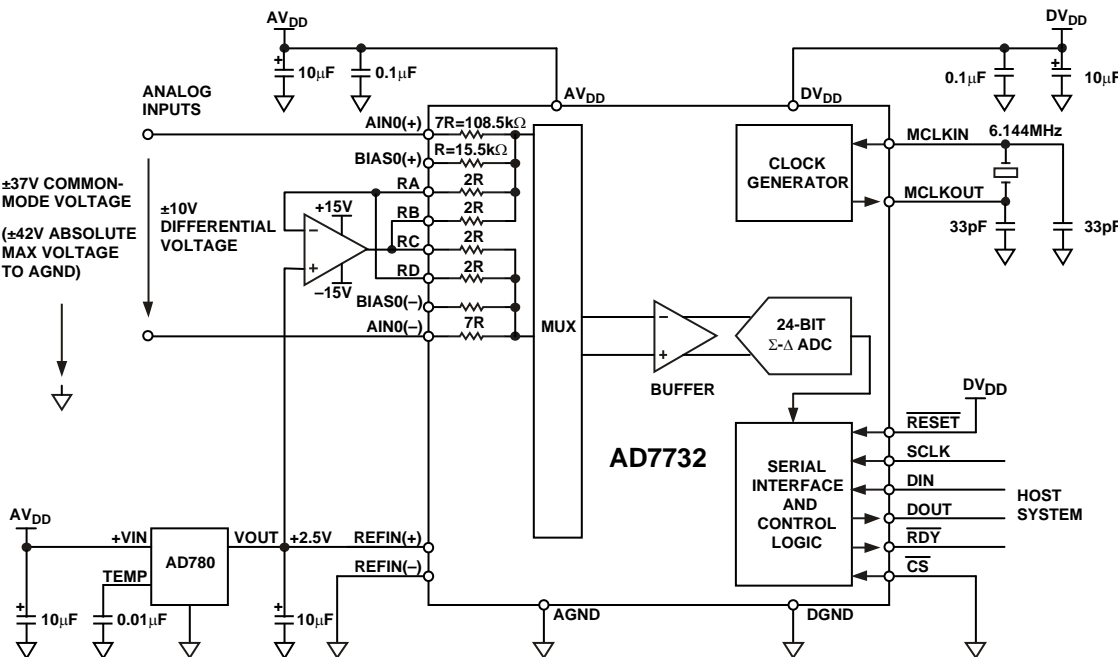 AVDD
10μF
0.1μF
DVDD
0.1μF
10μF
ANALOG
INPUTS
±37V COMMON-
MODE VOLTAGE
(±42V ABSOLUTE
MAX VOLTAGE
TO AGND)
±10V
DIFFERENTIAL
VOLTAGE
+15V
–15V
AVDD
DVDD
AIN0(+)
7R=108.5kΩ
BIAS0(+)
R=15.5kΩ
RA
2R
RB
2R
RC
2R
RD
2R
BIAS0(–)
AIN0(–)
7R
MUX
BUFFER
24-BIT
Σ-Δ ADC
CLOCK
GENERATOR
MCLKIN
6.144MHz
MCLKOUT
33pF
33pF
AD7732
SERIAL
INTERFACE
AND
CONTROL
LOGIC
DVDD
RESET
SCLK
DIN
DOUT
RDY
CS
HOST
SYSTEM
AVDD
+VIN
AD780
VOUT
+2.5V
REFIN(+)
REFIN(–)
TEMP
10μF
0.01μF
10μF
AGND
DGND